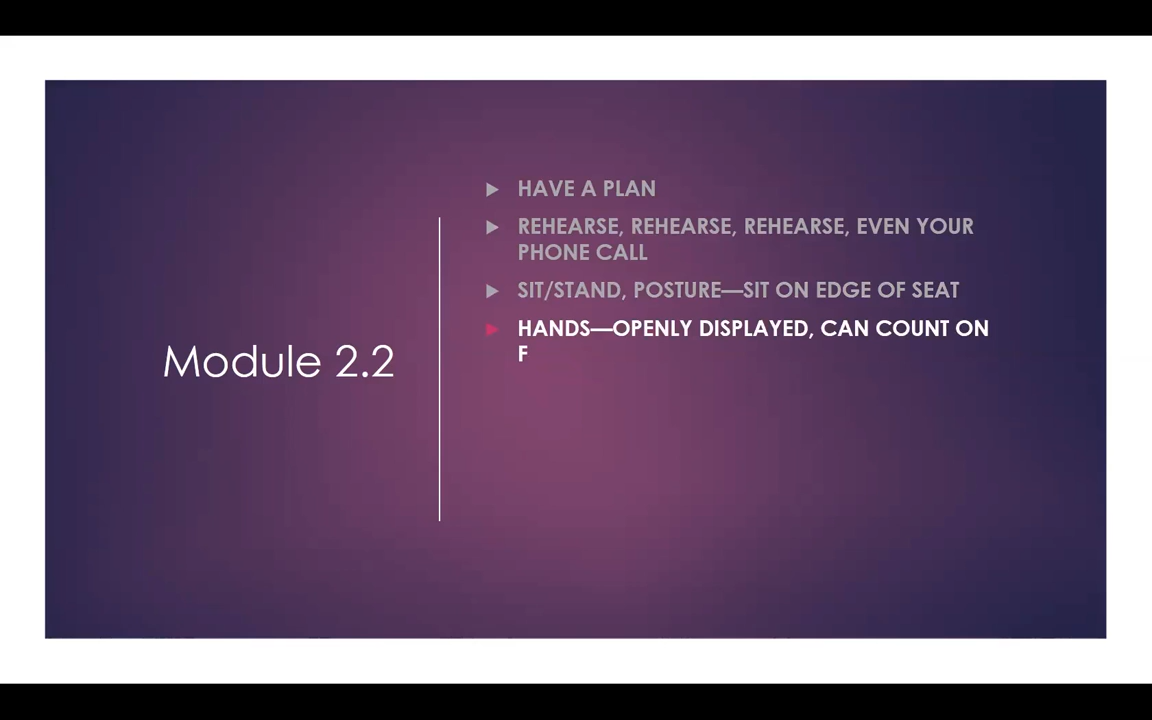 Module 2.2
HAVE A PLAN
REHEARSE, REHEARSE, REHEARSE, EVEN YOUR
PHONE CALL
SIT/STAND, POSTURE—SIT ON EDGE OF SEAT
HANDS—OPENLY DISPLAYED, CAN COUNT ON
F